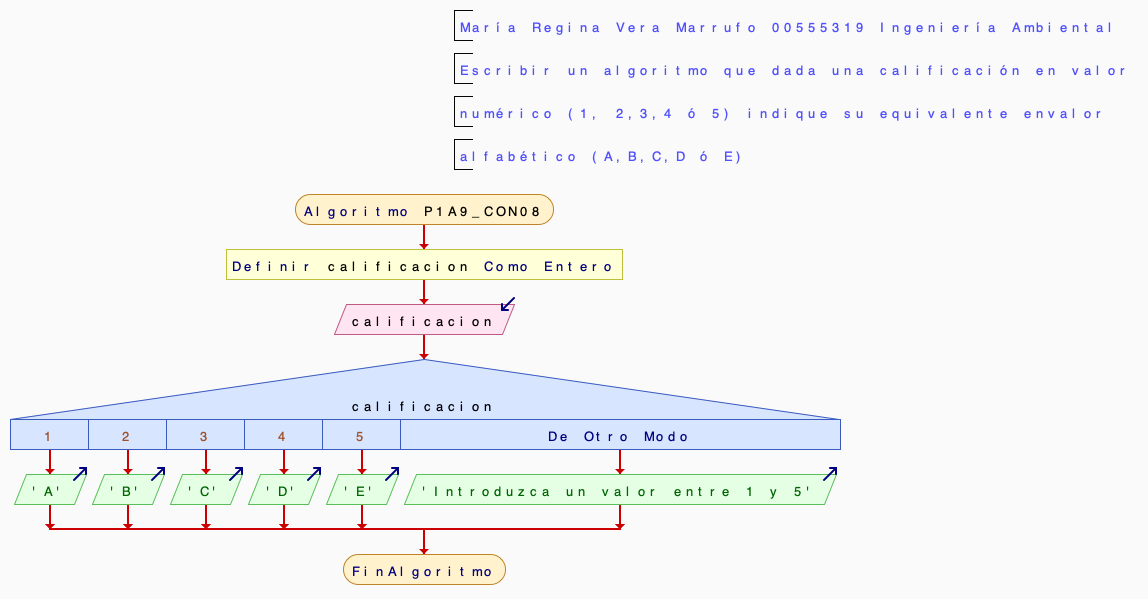 María Regina Vera Marrufo 00555319 Ingeniería Ambiental
Escribir un algoritmo que dada una calificación en valor
numérico (1, 2,3,4 ó 5) indique su equivalente envalor
alfabético (A,B,C,D ó E)
Algoritmo P1A9_CON08
Definir calificacion Como Entero
calificacion
calificacion
1 2 3 4 5 De Otro Modo
'A' 'B' 'C' 'D' 'E' 'Introduzca un valor entre 1 y 5'
FinAlgoritmo